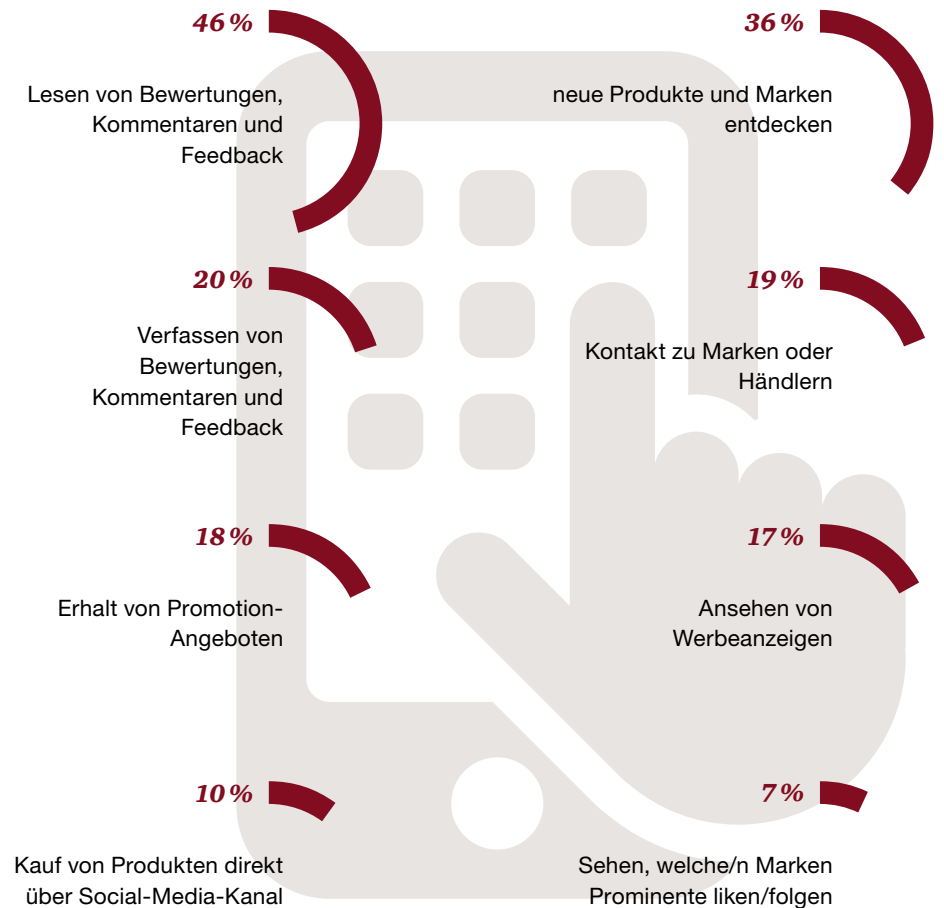 46 %
Lesen von Bewertungen,
Kommentaren und
Feedback
36 %
neue Produkte und Marken
entdecken
20 %
Verfassen von
Bewertungen,
Kommentaren und
Feedback
19 %
Kontakt zu Marken oder
Händlern
18 %
Erhalt von Promotion-
Angeboten
17 %
Ansehen von
Werbeanzeigen
10 %
Kauf von Produkten direkt
über Social-Media-Kanal
7 %
Sehen, welche/n Marken
Prominente liken/folgen